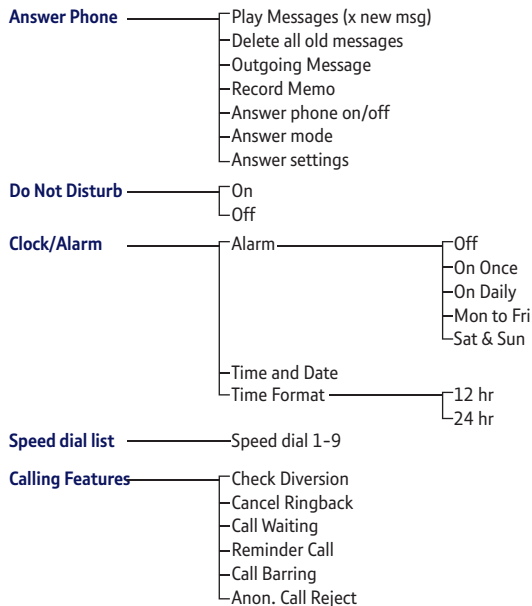 Answer Phone Play Messages (x new msg)
Delete all old messages
Outgoing Message
Record Memo
Answer phone on/off
Answer mode
Answer settings
Do Not Disturb On
Off
Clock/Alarm Alarm Off
On Once
On Daily
Mon to Fri
Sat & Sun
Time and Date
Time Format 12 hr
24 hr
Speed dial list Speed dial 1-9
Calling Features Check Diversion
Cancel Ringback
Call Waiting
Reminder Call
Call Barring
Anon. Call Reject